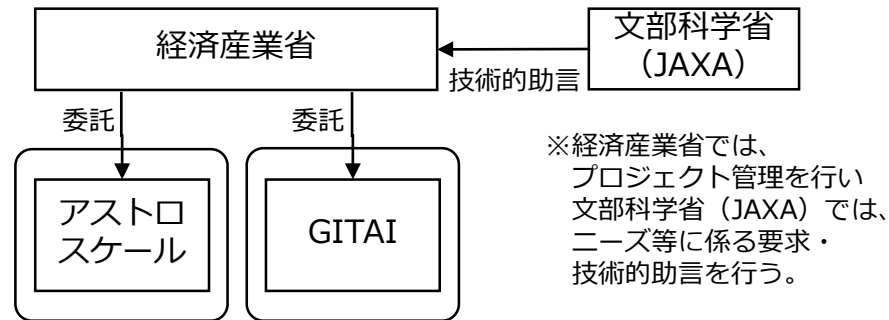 経済産業省
文部科学省
（JAXA）
技術的助言
委託
委託
アストロ
スケール
GITAI
※経済産業省では、
プロジェクト管理を行い
文部科学省（JAXA）では、
ニーズ等に係る要求・
技術的助言を行う。